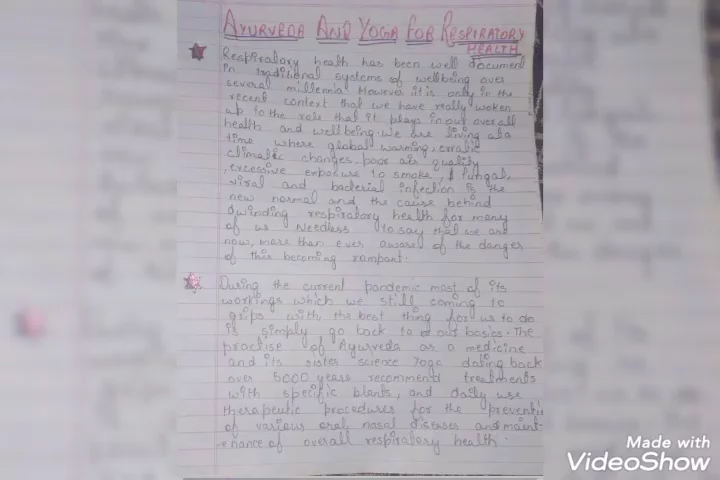 AYURVEDA AND YOGA FOR RESPIRATORY
HEALTH
Respiratory health has been well document
in traditional systems of wellbeing over
several millennia However it is only in the
recent context that we have really woken
up to the role that it plays in our overall
health and well being. We are living at a
time where global warming, erratic
climatic changes, poor air quality
, excessive exposure to smoke, fungal,
viral and bacterial infection is the
new normal and the cause behind
dwinding respiratory health for many
of us Needless to say that we are
now, more than ever aware of the danger
of this becoming rampant.
During the current pandemic most of its
workings which we still coming to
grips with, the best thing for us to do
is simply go back to our basics. The
practise of Ayurveda as a medicine
and its sister science Yoga dating back
over 5000 years recommend treatments
with specific plants, and daily use
therapeutic procedures for the preventi
of various oral nasal diseases and maint
enance of overall respiratory health.
Made with
VideoShow